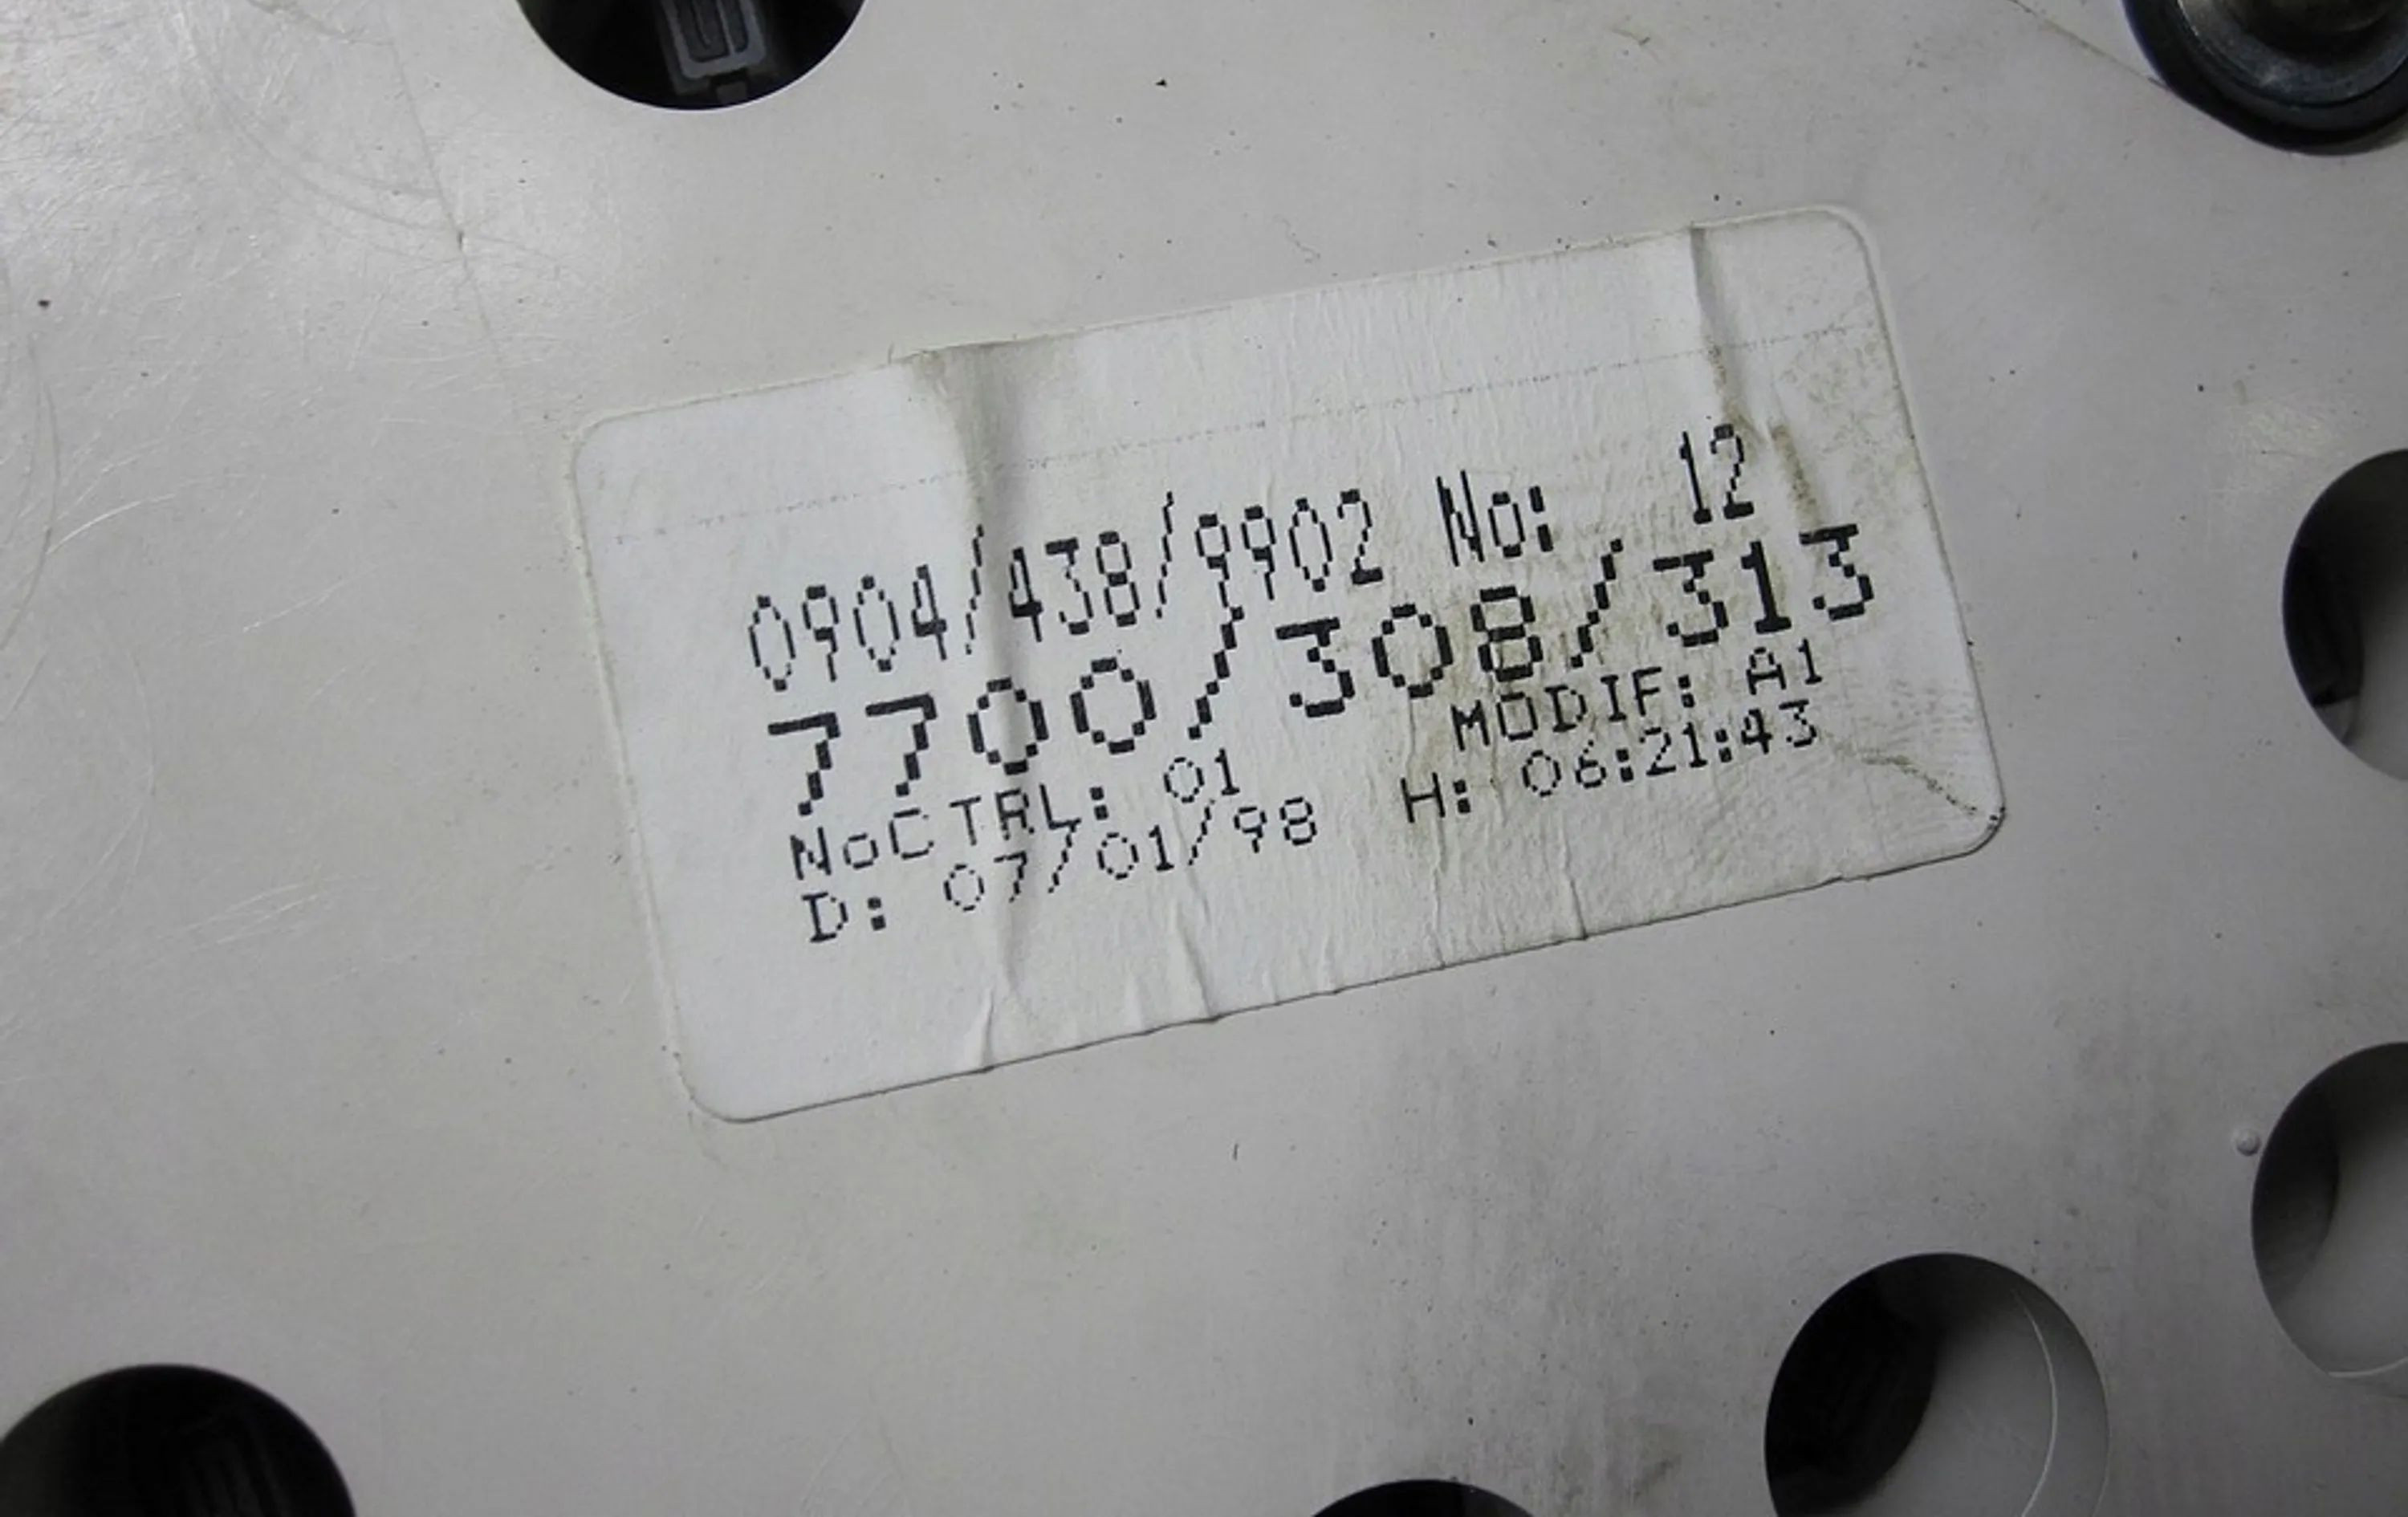 0904/438/9902 No: 12
7700/308/313
NoCTRL: 01 MODIF: A1
D: 07/01/98 H: 06:21:43